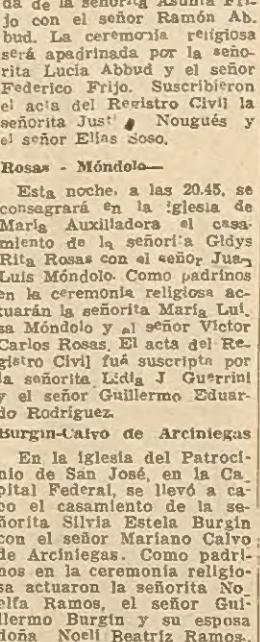 da de la señorita Asunta Fri-
jo con el señor Ramón Ab.
bud. La ceremonia religiosa
será apadrinada por la seño-
rita Lucía Abbud y el señor
Federico Frijo. Suscribieron
el acta del Registro Civil la
señorita Nougués y
el señor Elías Soso.
Rosas - Móndolo—
Esta noche, a las 20.45, se
consagrará en la iglesia de
María Auxilladora el casa-
miento de la señorita Gldys
Rita Rosas con el señor Juan
Luis Móndolo. Como padrinos
en la ceremonia religiosa ac-
tuarán la señorita María Lui_
sa Móndolo y el señor Víctor
Carlos Rosas. El acta del Re-
gistro Civil fué suscripta por
la señorita Lidia J Guerrini
y el señor Guillermo Eduar-
do Rodríguez.
Burgin-Calvo de Arciniegas
En la iglesia del Patroci-
nio de San José, en la Ca_
pital Federal, se llevó a ca-
bo el casamiento de la se-
ñorita Silvia Estela Burgin
con el señor Mariano Calvo
de Arciniegas. Como padri-
nos en la ceremonia religio-
sa actuaron la señorita No_
elfa Ramos, el señor Gui-
llermo Burgin y su esposa
doña Noeli Beatriz Ramos.